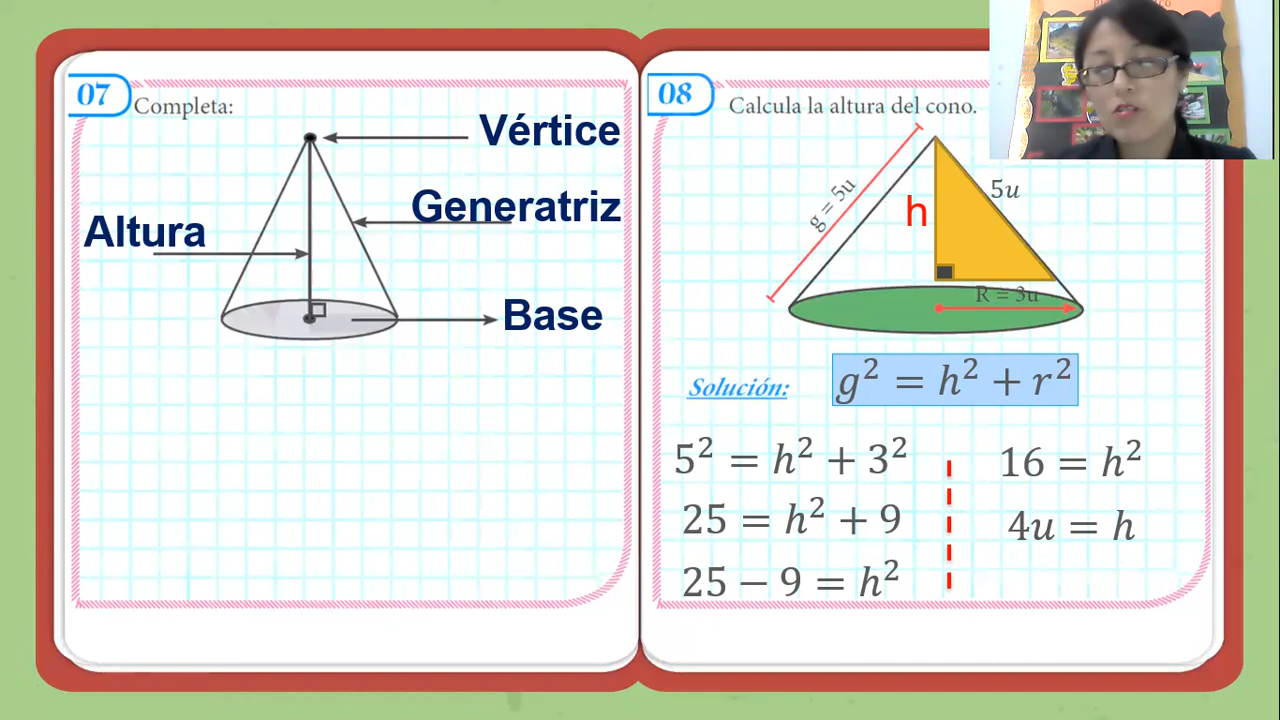 07
Completa:
Vértice
Generatriz
Altura
Base
08
Calcula la altura del cono.
g = 5u
h
5u
R = 3u
Solución:
g² = h² + r²
5² = h² + 3²
25 = h² + 9
25 − 9 = h²
16 = h²
4u = h